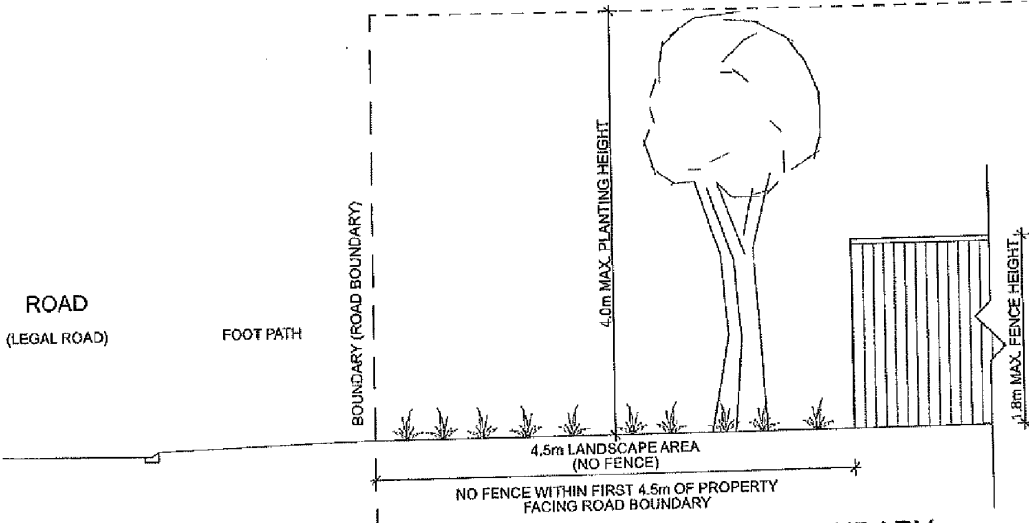 ROAD
(LEGAL ROAD)
FOOT PATH
BOUNDARY (ROAD BOUNDARY)
4.0m MAX. PLANTING HEIGHT
1.8m MAX. FENCE HEIGHT
4.5m LANDSCAPE AREA
(NO FENCE)
NO FENCE WITHIN FIRST 4.5m OF PROPERTY
FACING ROAD BOUNDARY